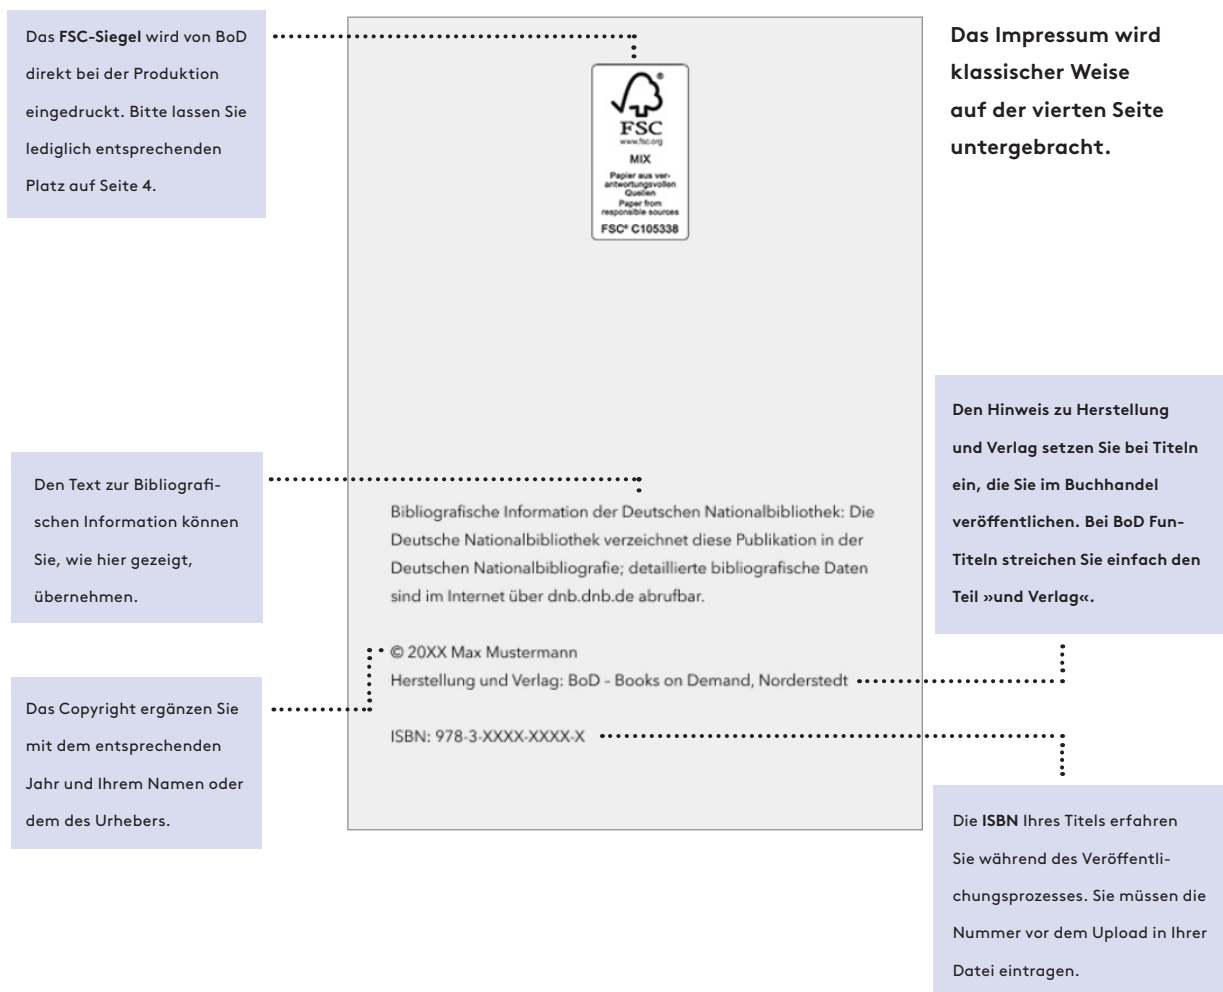 Das FSC-Siegel wird von BoD
direkt bei der Produktion
eingedruckt. Bitte lassen Sie
lediglich entsprechenden
Platz auf Seite 4.
FSC
www.fsc.org
MIX
Papier aus ver-
antwortungsvollen
Quellen
Paper from
responsible sources
FSC® C105338
Das Impressum wird
klassischer Weise
auf der vierten Seite
untergebracht.
Den Hinweis zu Herstellung
und Verlag setzen Sie bei Titeln
ein, die Sie im Buchhandel
veröffentlichen. Bei BoD Fun-
Titeln streichen Sie einfach den
Teil »und Verlag«.
Den Text zur Bibliografi-
schen Information können
Sie, wie hier gezeigt,
übernehmen.
Bibliografische Information der Deutschen Nationalbibliothek: Die
Deutsche Nationalbibliothek verzeichnet diese Publikation in der
Deutschen Nationalbibliografie; detaillierte bibliografische Daten
sind im Internet über dnb.dnb.de abrufbar.
© 20XX Max Mustermann
Herstellung und Verlag: BoD - Books on Demand, Norderstedt
ISBN: 978-3-XXXX-XXXX-X
Das Copyright ergänzen Sie
mit dem entsprechenden
Jahr und Ihrem Namen oder
dem des Urhebers.
Die ISBN Ihres Titels erfahren
Sie während des Veröffentli-
chungsprozesses. Sie müssen die
Nummer vor dem Upload in Ihrer
Datei eintragen.